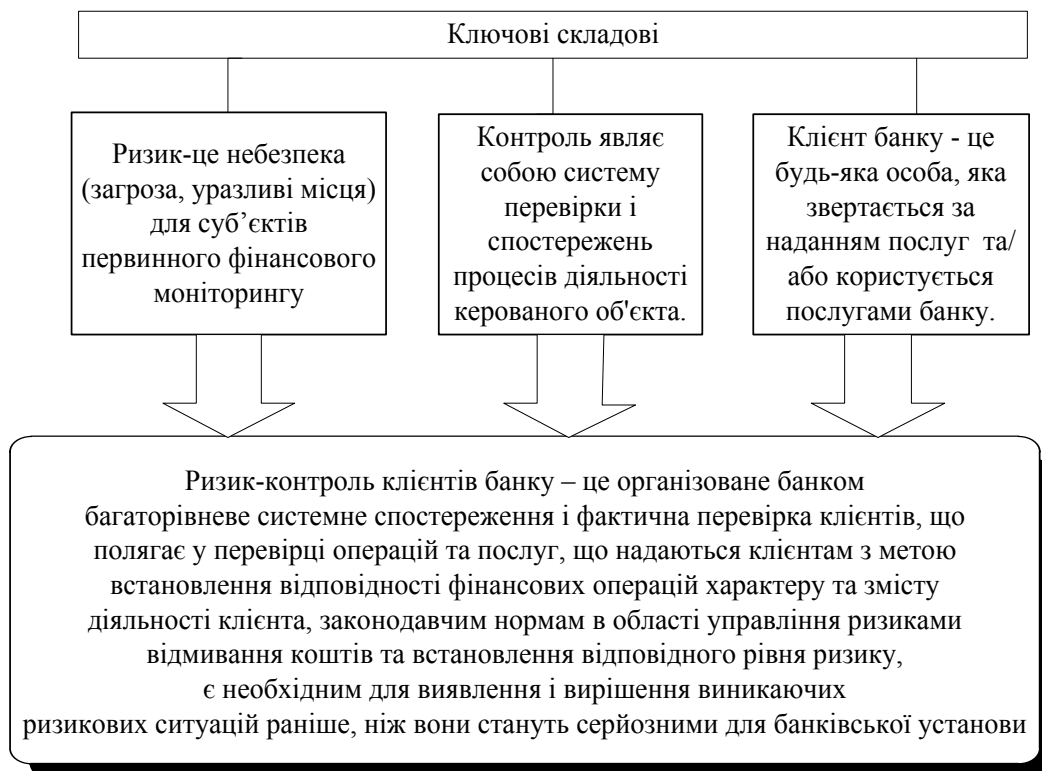 Ключові складові
Ризик-це небезпека
(загроза, уразливі місця)
для суб’єктів
первинного фінансового
моніторингу
Контроль являє
собою систему
перевірки і
спостережень
процесів діяльності
керованого об'єкта.
Клієнт банку - це
будь-яка особа, яка
звертається за
наданням послуг та/
або користується
послугами банку.
Ризик-контроль клієнтів банку – це організоване банком
багаторівневе системне спостереження і фактична перевірка клієнтів, що
полягає у перевірці операцій та послуг, що надаються клієнтам з метою
встановлення відповідності фінансових операцій характеру та змісту
діяльності клієнта, законодавчим нормам в області управління ризиками
відмивання коштів та встановлення відповідного рівня ризику,
є необхідним для виявлення і вирішення виникаючих
ризикових ситуацій раніше, ніж вони стануть серйозними для банківської установи